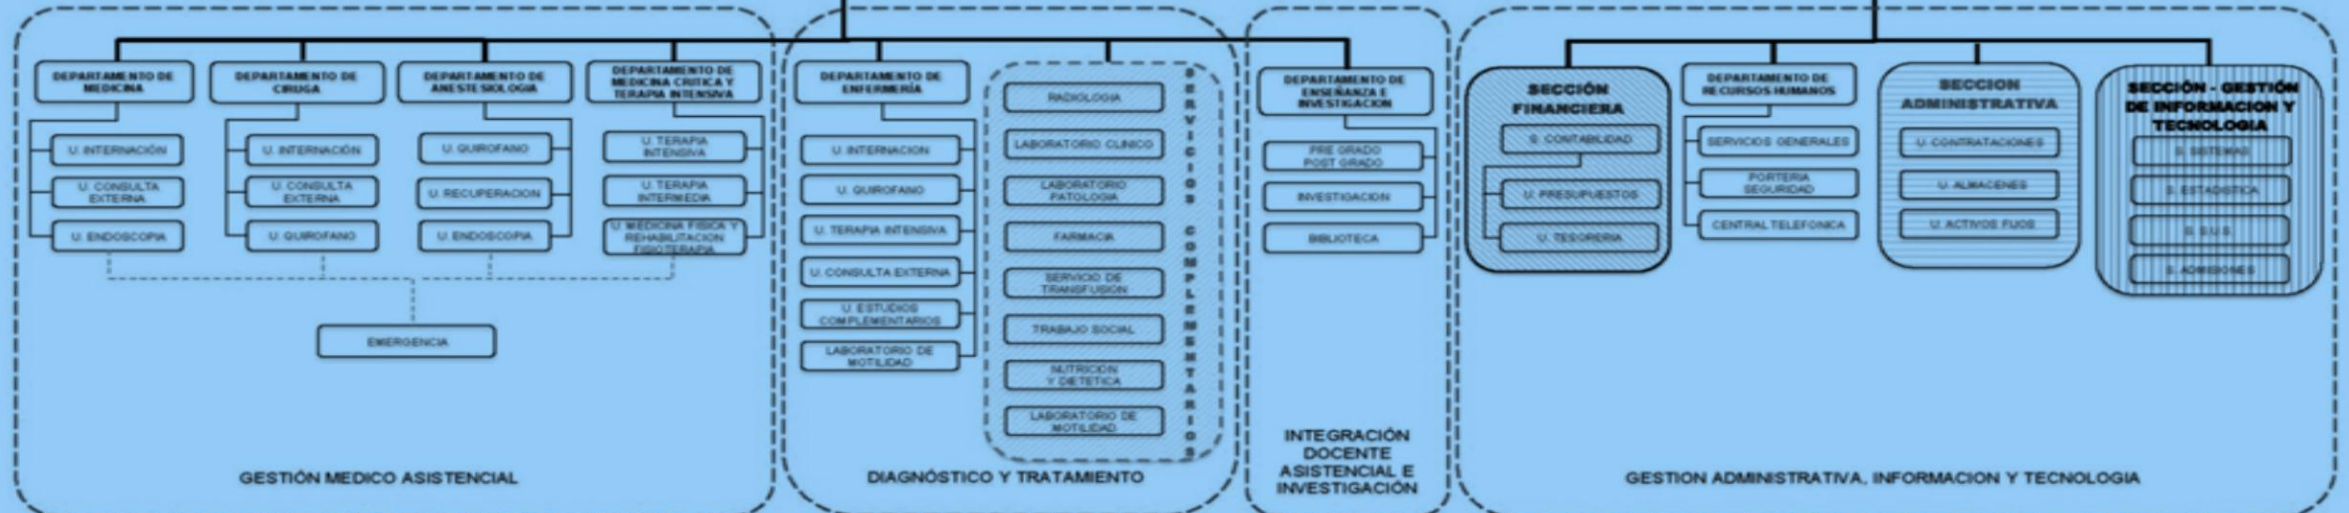 DEPARTAMENTO DE
MEDICINA
U. INTERNACIÓN
U. CONSULTA
EXTERNA
U. ENDOSCOPIA
DEPARTAMENTO DE
CIRUGA
U. INTERNACIÓN
U. CONSULTA
EXTERNA
U. QUIROFANO
DEPARTAMENTO DE
ANESTESIOLOGIA
U. QUIROFANO
U. RECUPERACION
U. ENDOSCOPIA
DEPARTAMENTO DE
MEDICINA CRITICA Y
TERAPIA INTENSIVA
U. TERAPIA
INTENSIVA
U. TERAPIA
INTERMEDIA
U. MEDICINA FISICA Y
REHABILITACION
FISIOTERAPIA
EMERGENCIA
GESTIÓN MEDICO ASISTENCIAL
DEPARTAMENTO DE
ENFERMERÍA
U. INTERNACION
U. QUIROFANO
U. TERAPIA INTENSIVA
U. CONSULTA EXTERNA
U. ESTUDIOS
COMPLEMENTARIOS
LABORATORIO DE
MOTILIDAD
RADIOLOGIA
LABORATORIO CLINICO
LABORATORIO
PATOLOGIA
FARMACIA
SERVICIO DE
TRANSFUSION
TRABAJO SOCIAL
NUTRICION
Y DIETETICA
LABORATORIO DE
MOTILIDAD
SERVICIOS COMPLEMENTARIOS
DIAGNÓSTICO Y TRATAMIENTO
DEPARTAMENTO DE
ENSEÑANZA E
INVESTIGACION
PRE GRADO
POST GRADO
INVESTIGACION
BIBLIOTECA
INTEGRACIÓN
DOCENTE
ASISTENCIAL E
INVESTIGACIÓN
SECCIÓN
FINANCIERA
S. CONTABILIDAD
U. PRESUPUESTOS
U. TESORERIA
DEPARTAMENTO DE
RECURSOS HUMANOS
SERVICIOS GENERALES
PORTERIA
SEGURIDAD
CENTRAL TELEFONICA
SECCION
ADMINISTRATIVA
U. CONTRATACIONES
U. ALMACENES
U. ACTIVOS FIJOS
SECCIÓN - GESTIÓN
DE INFORMACION Y
TECNOLOGIA
S. SISTEMAS
S. ESTADISTICA
S. S.U.S
S. ADMISIONES
GESTION ADMINISTRATIVA, INFORMACION Y TECNOLOGIA